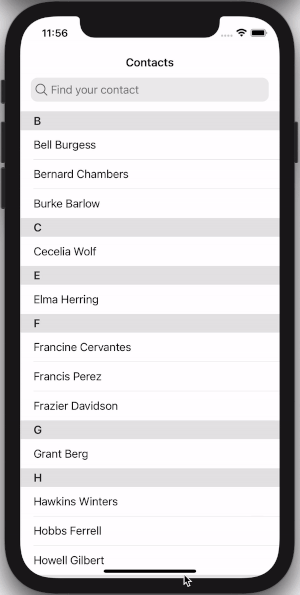 11:56
Contacts
Find your contact
B
Bell Burgess
Bernard Chambers
Burke Barlow
C
Cecelia Wolf
E
Elma Herring
F
Francine Cervantes
Francis Perez
Frazier Davidson
G
Grant Berg
H
Hawkins Winters
Hobbs Ferrell
Howell Gilbert